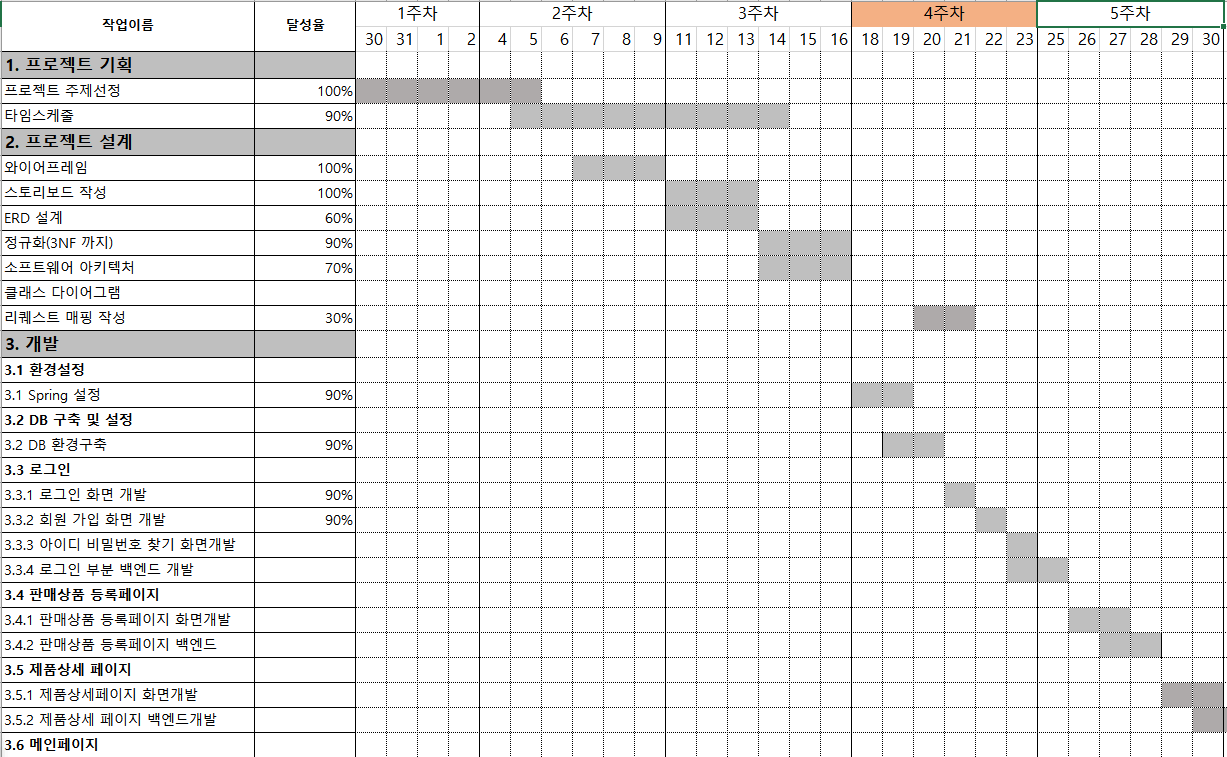 작업이름 달성율 1주차 2주차 3주차 4주차 5주차
30 31 1 2 4 5 6 7 8 9 11 12 13 14 15 16 18 19 20 21 22 23 25 26 27 28 29 30
1. 프로젝트 기획
프로젝트 주제선정 100%
타임스케줄 90%
2. 프로젝트 설계
와이어프레임 100%
스토리보드 작성 100%
ERD 설계 60%
정규화(3NF 까지) 90%
소프트웨어 아키텍처 70%
클래스 다이어그램
리퀘스트 매핑 작성 30%
3. 개발
3.1 환경설정
3.1 Spring 설정 90%
3.2 DB 구축 및 설정
3.2 DB 환경구축 90%
3.3 로그인
3.3.1 로그인 화면 개발 90%
3.3.2 회원 가입 화면 개발 90%
3.3.3 아이디 비밀번호 찾기 화면개발
3.3.4 로그인 부분 백엔드 개발
3.4 판매상품 등록페이지
3.4.1 판매상품 등록페이지 화면개발
3.4.2 판매상품 등록페이지 백엔드
3.5 제품상세 페이지
3.5.1 제품상세페이지 화면개발
3.5.2 제품상세 페이지 백엔드개발
3.6 메인페이지